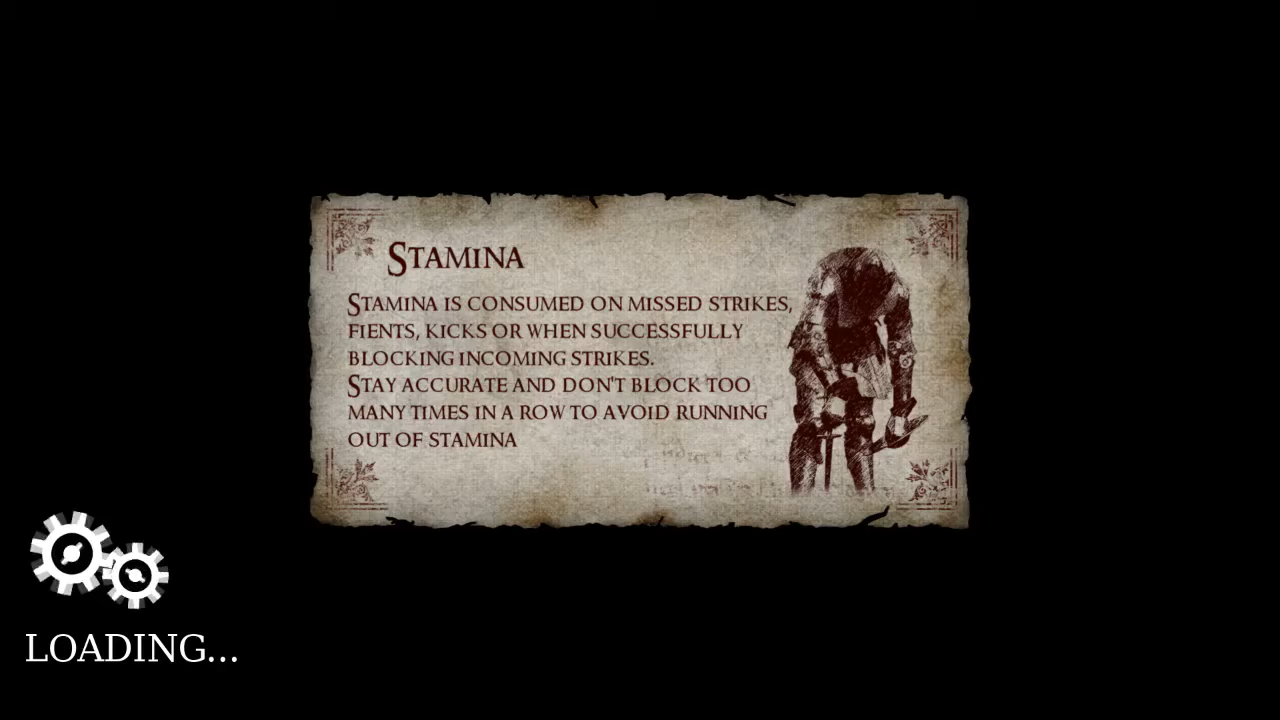 STAMINA
STAMINA IS CONSUMED ON MISSED STRIKES,
FIENTS, KICKS OR WHEN SUCCESSFULLY
BLOCKING INCOMING STRIKES.
STAY ACCURATE AND DON'T BLOCK TOO
MANY TIMES IN A ROW TO AVOID RUNNING
OUT OF STAMINA
LOADING...